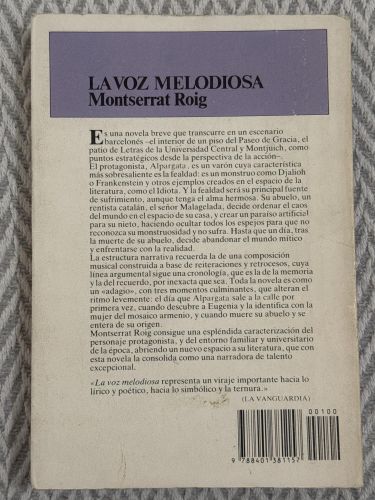 LA VOZ MELODIOSA
Montserrat Roig
Es una novela breve que transcurre en un escenario
barcelonés –el interior de un piso del Paseo de Gracia, el
patio de Letras de la Universidad Central y Montjuich, como
puntos estratégicos desde la perspectiva de la acción–.
El protagonista, Alpargata, es un varón cuya característica
más sobresaliente es la fealdad: es un monstruo como Djalioh
o Frankenstein y otros ejemplos creados en el espacio de la
literatura, como el Idiota. Y la fealdad será su principal fuente
de sufrimiento, aunque tenga el alma hermosa. Su abuelo, un
rentista catalán, el señor Malagelada, decide ordenar el caos
del mundo en el espacio de su casa, y crear un paraíso artificial
para su nieto, haciendo ocultar todos los espejos para que no
reconozca su monstruosidad y no sufra. Hasta que un día, tras
la muerte de su abuelo, decide abandonar el mundo mítico
y enfrentarse con la realidad.
La estructura narrativa recuerda la de una composición
musical construida a base de reiteraciones y retrocesos, cuya
línea argumental sigue una cronología, que es la de la memoria
y la del recuerdo, por inexacta que sea. Toda la novela es como
un «adagio», con tres momentos culminantes, que alteran el
ritmo levemente: el día que Alpargata sale a la calle por
primera vez, cuando descubre a Eugenia y la identifica con la
mujer del mosaico armenio, y cuando muere su abuelo y se
entera de su origen.
Montserrat Roig consigue una espléndida caracterización del
personaje protagonista, y del entorno familiar y universitario
de la época, abriendo un nuevo espacio a su literatura, que con
esta novela la consolida como una narradora de talento
excepcional.
«La voz melodiosa representa un viraje importante hacia lo
lírico y poético, hacia lo simbólico y la ternura.»
(LA VANGUARDIA)
00100
9 788401 381157